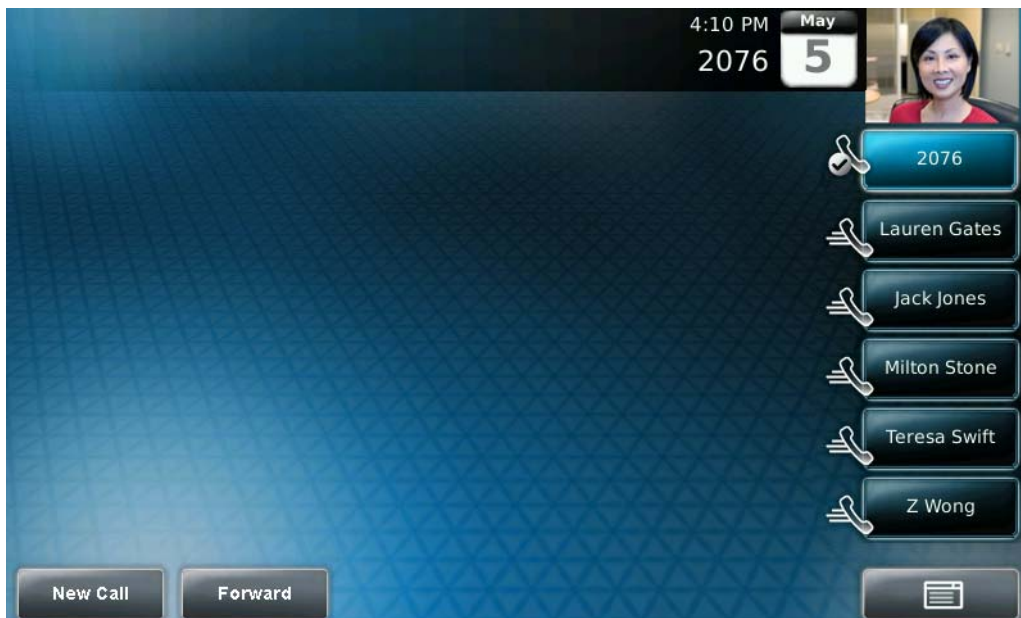 4:10 PM
2076
May
5
2076
Lauren Gates
Jack Jones
Milton Stone
Teresa Swift
Z Wong
New Call
Forward